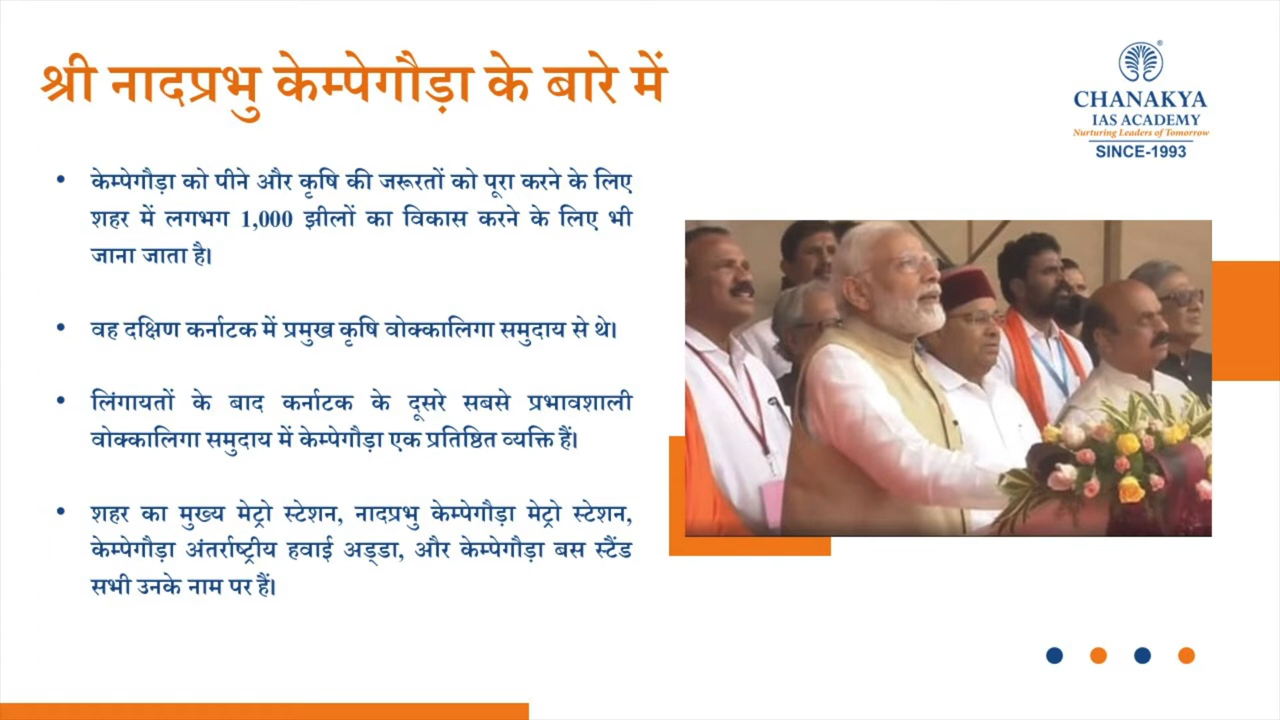 श्री नादप्रभु केम्पेगौड़ा के बारे में
CHANAKYA
IAS ACADEMY
Nurturing Leaders of Tomorrow
SINCE-1993
• केम्पेगौड़ा को पीने और कृषि की जरूरतों को पूरा करने के लिए
शहर में लगभग 1,000 झीलों का विकास करने के लिए भी
जाना जाता है।
• वह दक्षिण कर्नाटक में प्रमुख कृषि वोक्कालिगा समुदाय से थे।
• लिंगायतों के बाद कर्नाटक के दूसरे सबसे प्रभावशाली
वोक्कालिगा समुदाय में केम्पेगौड़ा एक प्रतिष्ठित व्यक्ति हैं।
• शहर का मुख्य मेट्रो स्टेशन, नादप्रभु केम्पेगौड़ा मेट्रो स्टेशन,
केम्पेगौड़ा अंतर्राष्ट्रीय हवाई अड्डा, और केम्पेगौड़ा बस स्टैंड
सभी उनके नाम पर हैं।